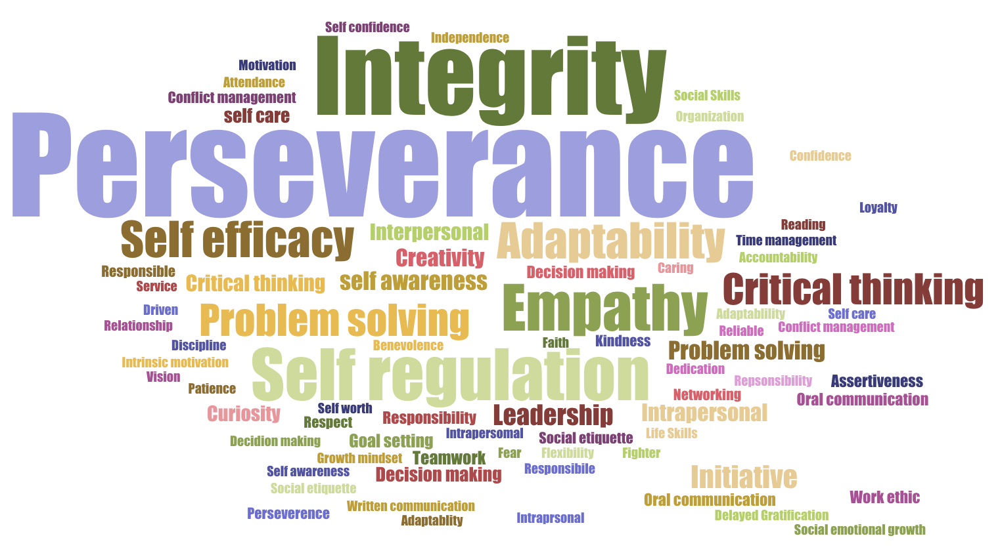 Self confidence
Independence
Integrity
Motivation
Attendance
Conflict management
self care
Social Skills
Organization
Perseverance
Confidence
Loyalty
Self efficacy
Interpersonal
Adaptability
Reading
Time management
Creativity
Accountability
Responsible
Decision making
Caring
Service
Critical thinking
self awareness
Critical thinking
Driven
Problem solving
Empathy
Adaptablility
Self care
Relationship
Reliable
Conflict management
Discipline
Benevolence
Faith
Kindness
Problem solving
Intrinsic motivation
Self regulation
Dedication
Vision
Repsonsibility
Assertiveness
Patience
Networking
Oral communication
Curiosity
Self worth
Respect
Responsibility
Leadership
Intrapersonal
Decidion making
Goal setting
Intrapersomal
Social etiquette
Life Skills
Growth mindset
Teamwork
Fear
Flexibility
Fighter
Self awareness
Decision making
Responsibile
Initiative
Social etiquette
Oral communication
Work ethic
Perseverence
Written communication
Intraprsonal
Delayed Gratification
Adaptablity
Social emotional growth